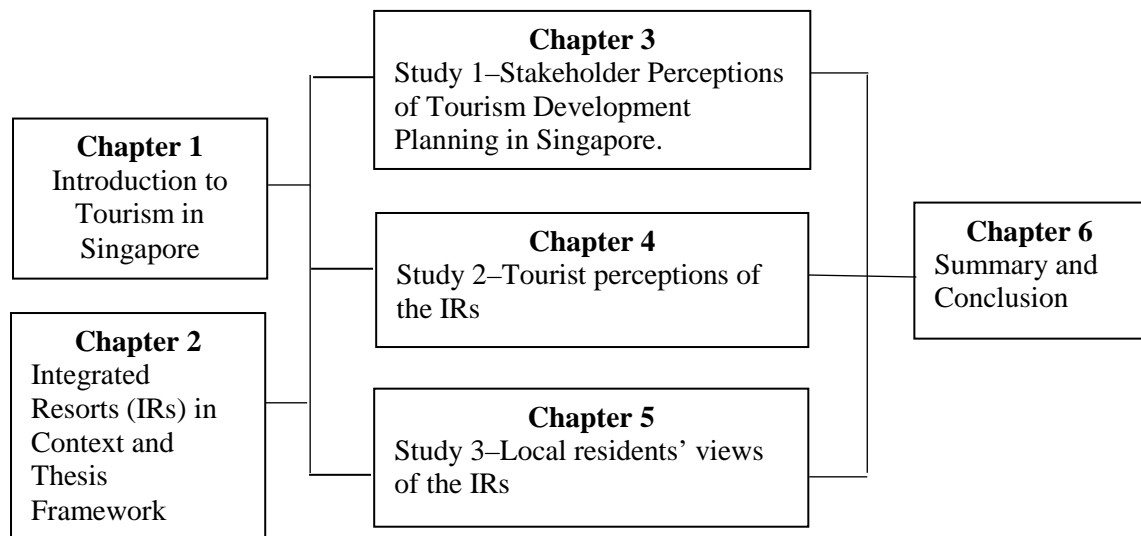 Chapter 1
Introduction to
Tourism in
Singapore
Chapter 2
Integrated
Resorts (IRs) in
Context and
Thesis
Framework
Chapter 3
Study 1–Stakeholder Perceptions
of Tourism Development
Planning in Singapore.
Chapter 4
Study 2–Tourist perceptions of
the IRs
Chapter 5
Study 3–Local residents’ views
of the IRs
Chapter 6
Summary and
Conclusion